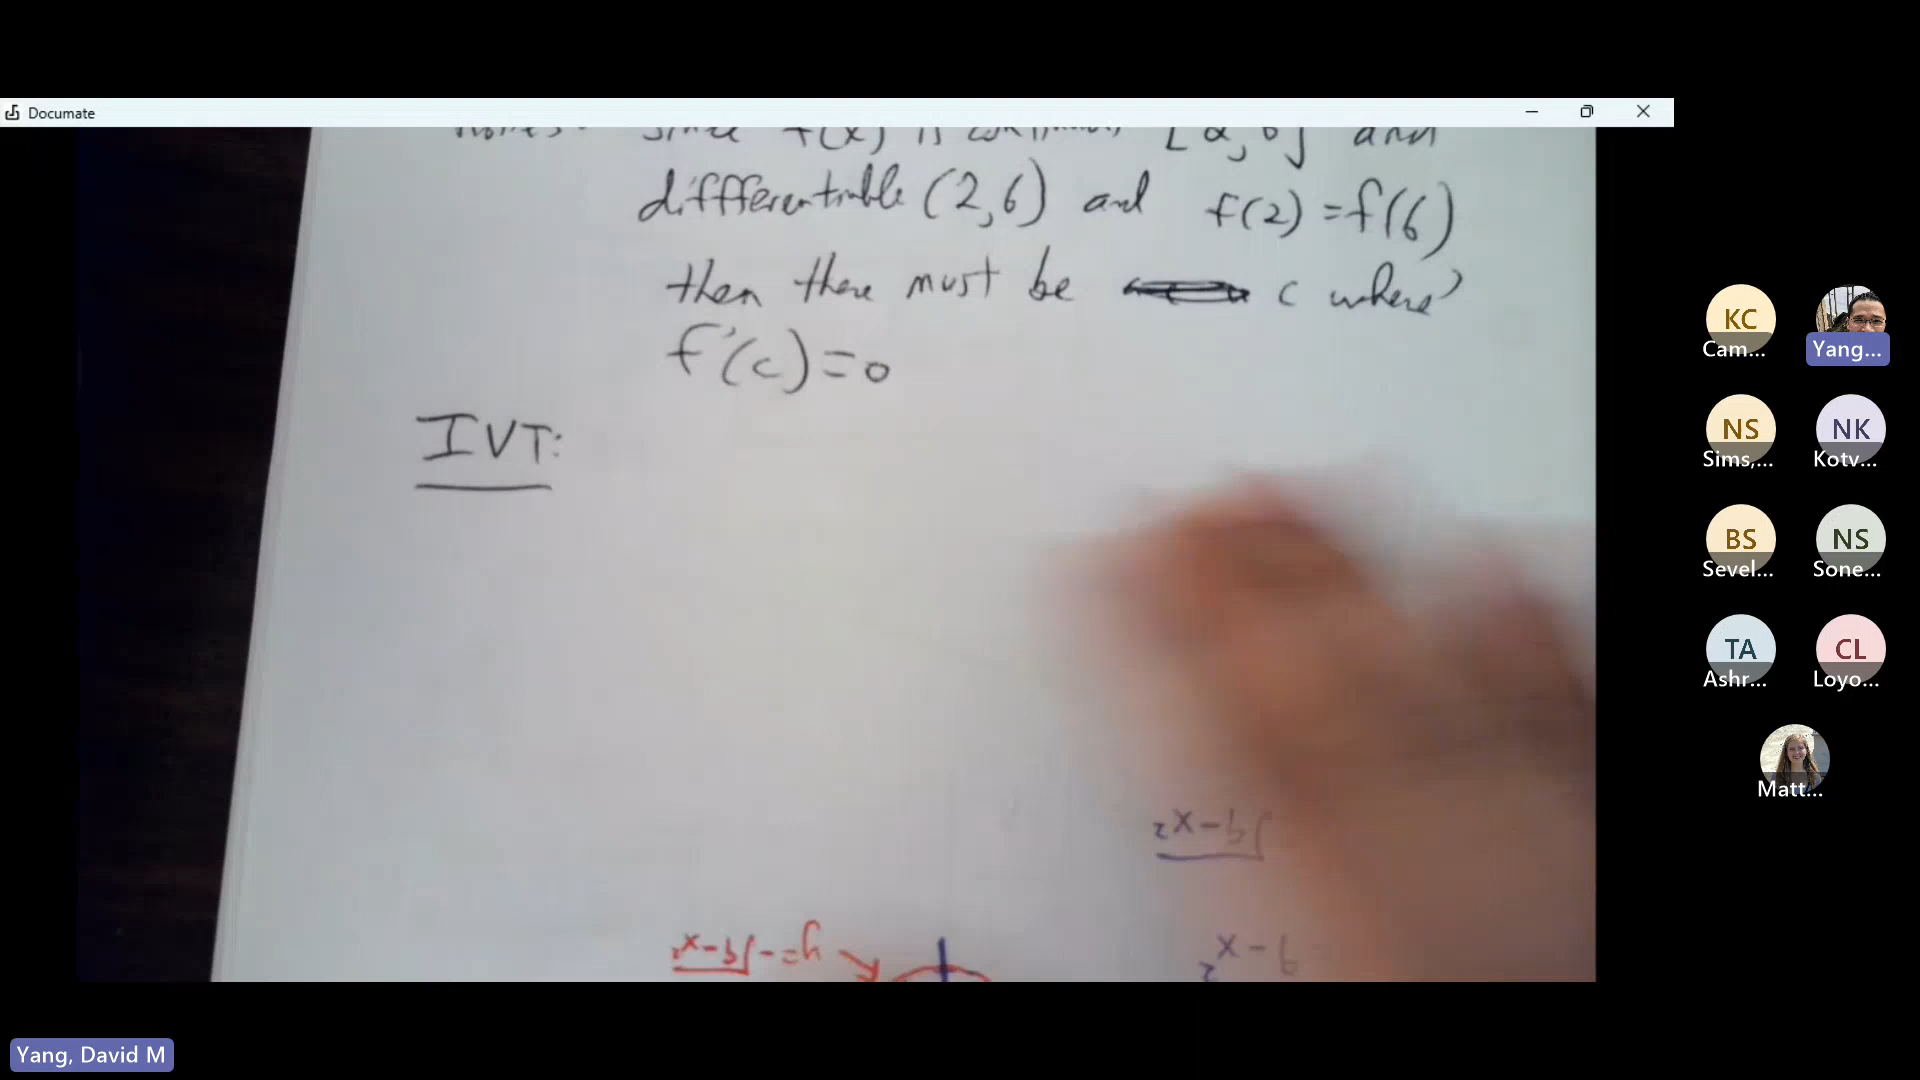 Documate
and
differentiable (2,6) and f(2) = f(6)
then there must be c where
f'(c) = 0
IVT:
KC
Cam...
Yang...
NS
Sims,...
NK
Kotv...
BS
Sevel...
NS
Sone...
TA
Ashr...
CL
Loyo...
Matt...
Yang, David M